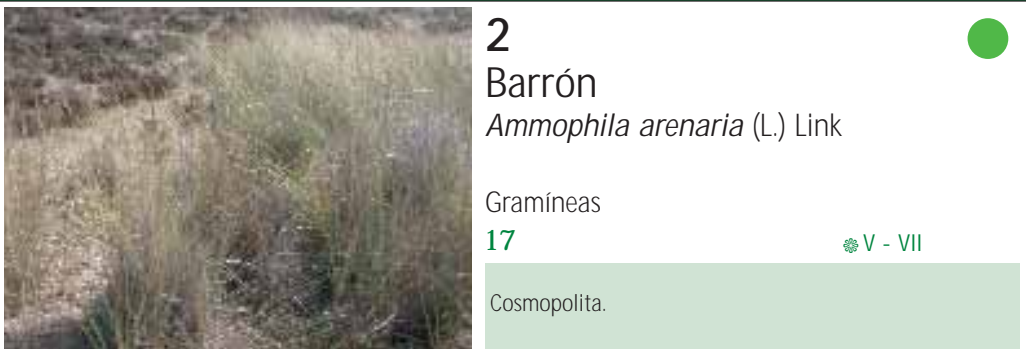 2
Barrón
Ammophila arenaria (L.) Link
Gramíneas
17
V - VII
Cosmopolita.